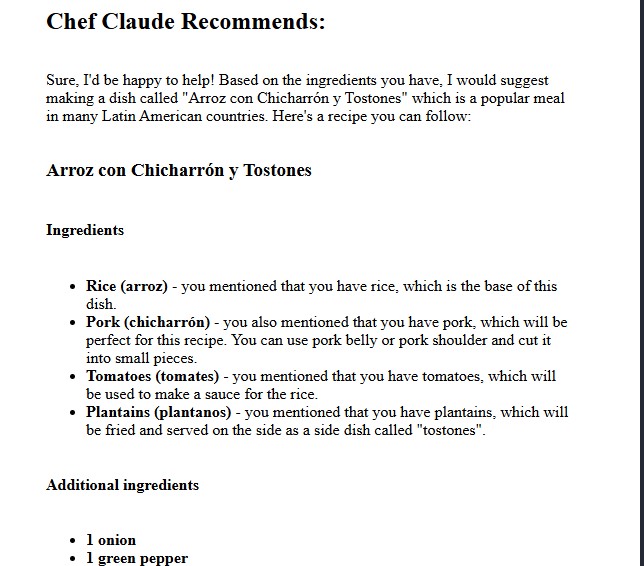 Chef Claude Recommends:
Sure, I'd be happy to help! Based on the ingredients you have, I would suggest
making a dish called "Arroz con Chicharrón y Tostones" which is a popular meal
in many Latin American countries. Here's a recipe you can follow:
Arroz con Chicharrón y Tostones
Ingredients
• Rice (arroz) - you mentioned that you have rice, which is the base of this
dish.
• Pork (chicharrón) - you also mentioned that you have pork, which will be
perfect for this recipe. You can use pork belly or pork shoulder and cut it
into small pieces.
• Tomatoes (tomates) - you mentioned that you have tomatoes, which will
be used to make a sauce for the rice.
• Plantains (plantanos) - you mentioned that you have plantains, which will
be fried and served on the side as a side dish called "tostones".
Additional ingredients
• 1 onion
• 1 green pepper